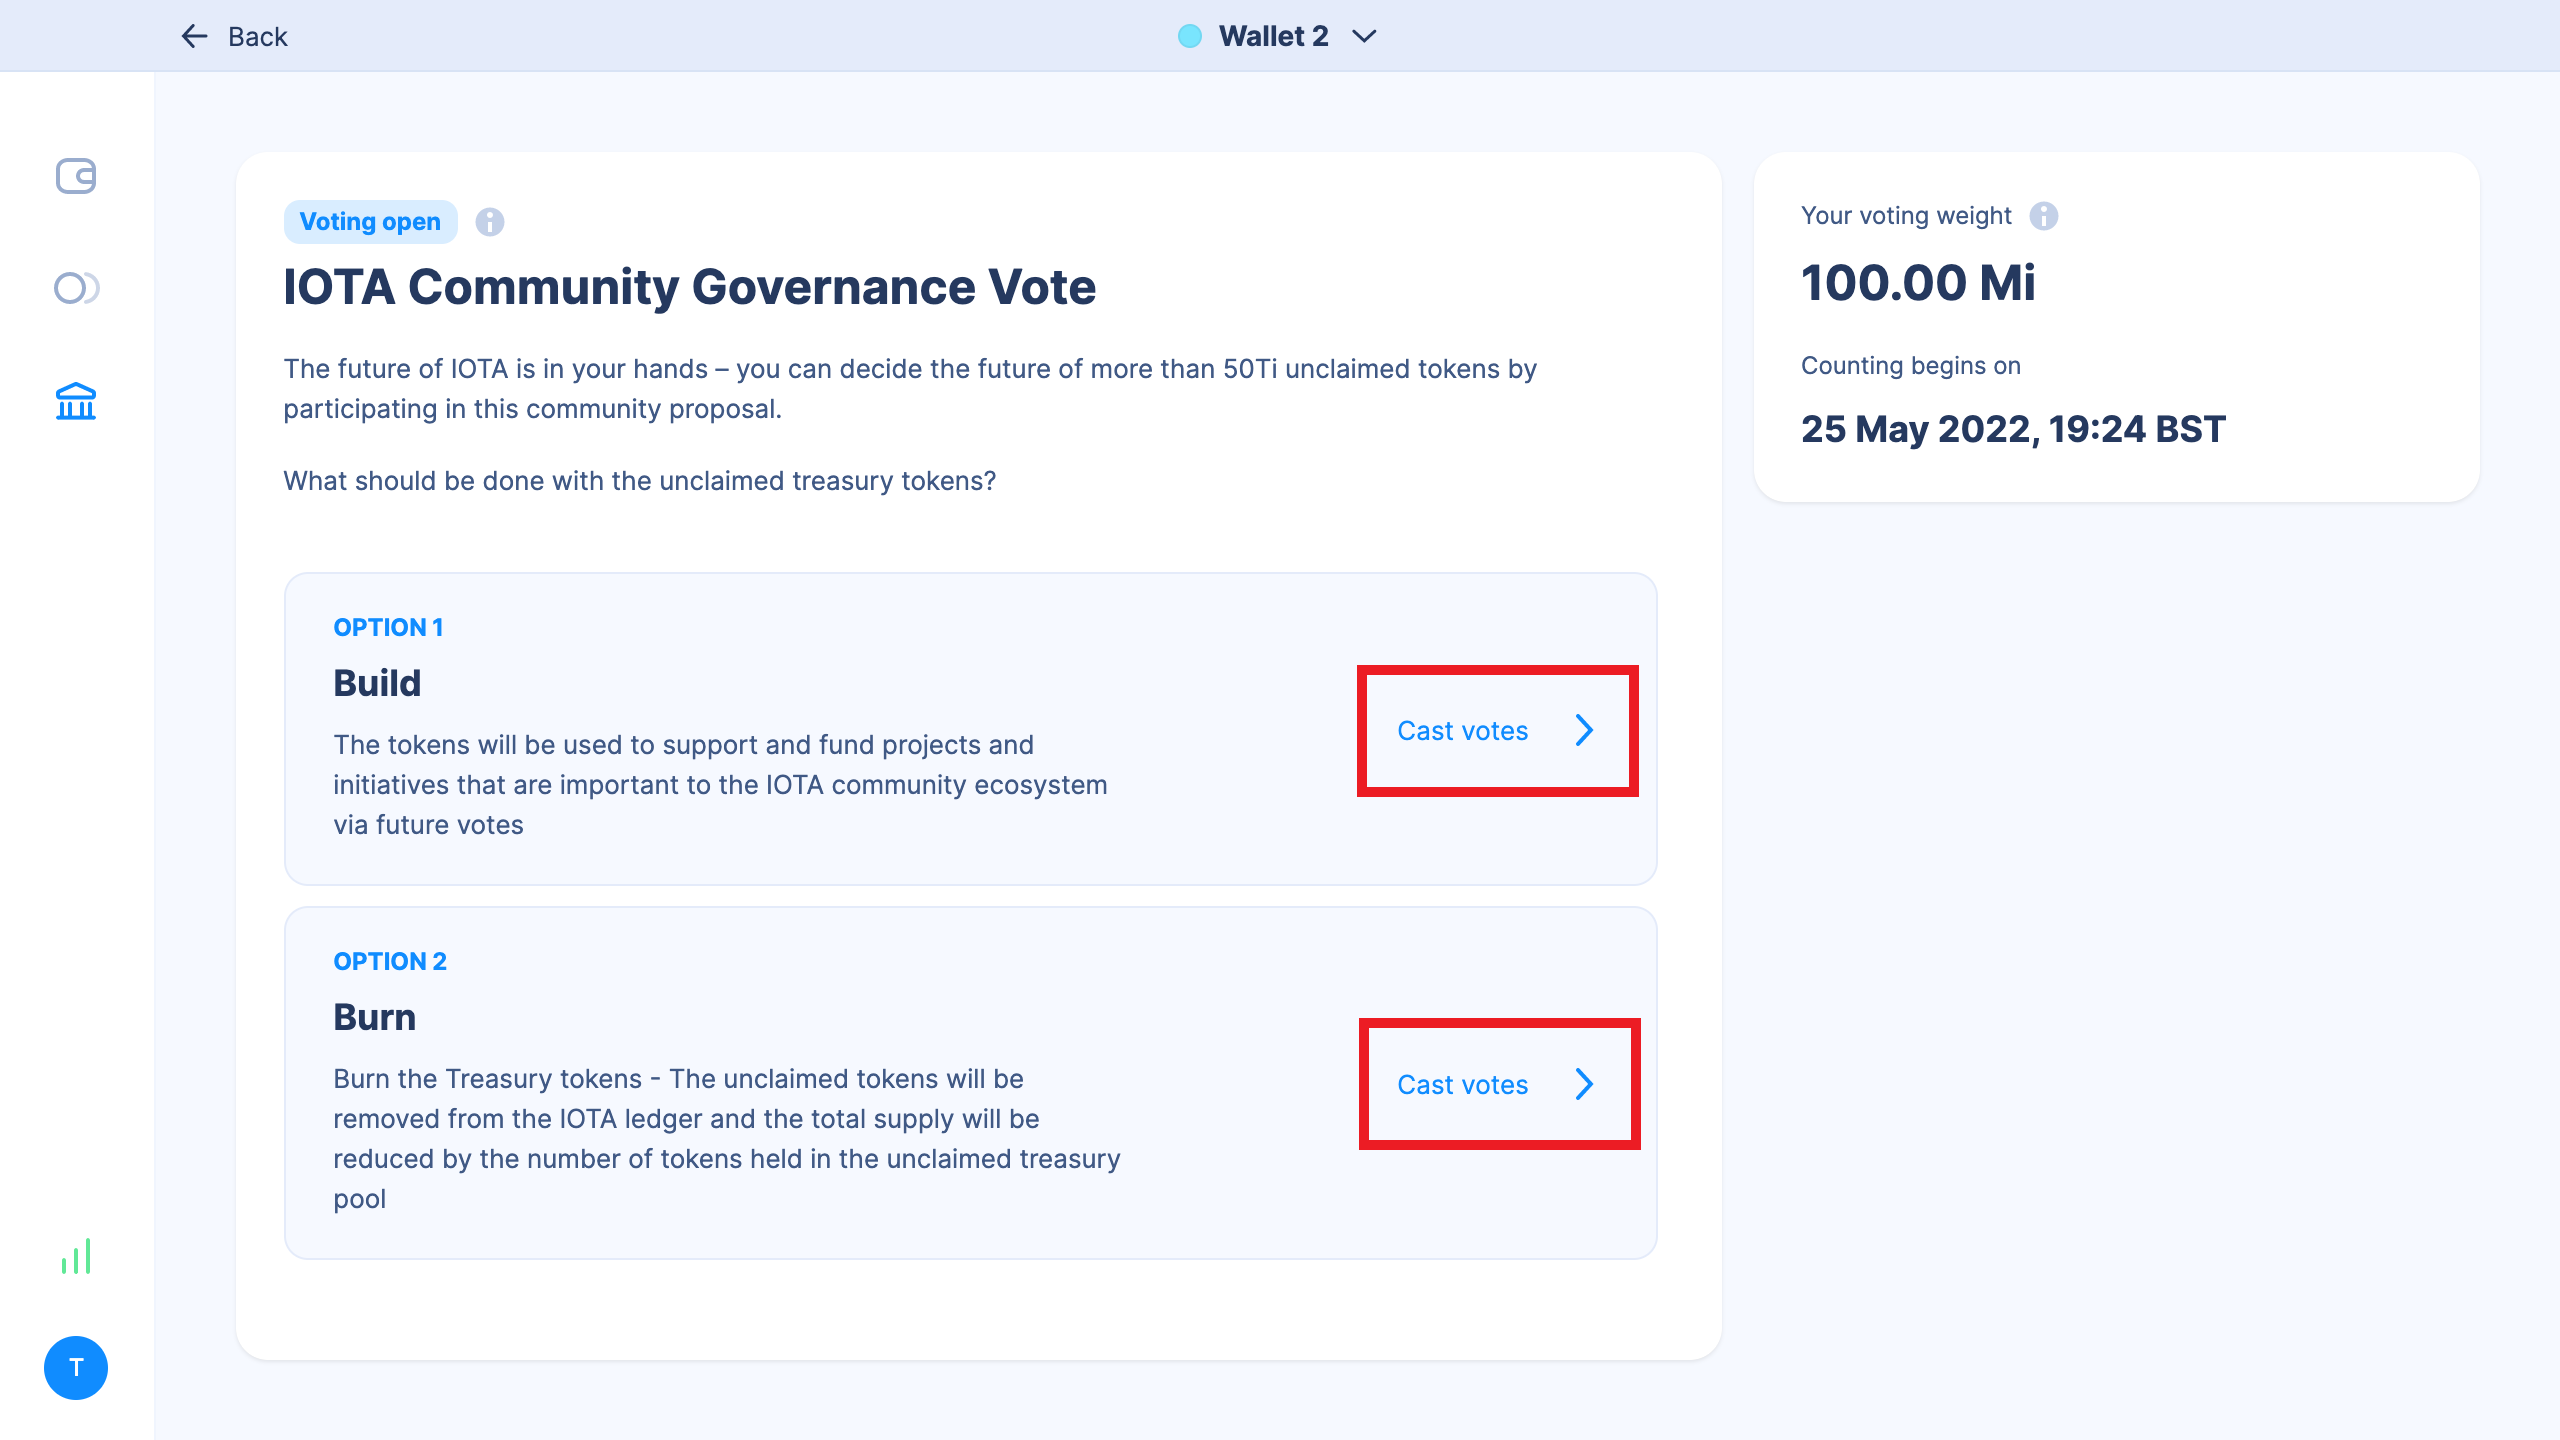 Back
Wallet 2
Voting open
IOTA Community Governance Vote
The future of IOTA is in your hands – you can decide the future of more than 50Ti unclaimed tokens by
participating in this community proposal.
What should be done with the unclaimed treasury tokens?
OPTION 1
Build
The tokens will be used to support and fund projects and
initiatives that are important to the IOTA community ecosystem
via future votes
Cast votes
OPTION 2
Burn
Burn the Treasury tokens - The unclaimed tokens will be
removed from the IOTA ledger and the total supply will be
reduced by the number of tokens held in the unclaimed treasury
pool
Cast votes
Your voting weight
100.00 Mi
Counting begins on
25 May 2022, 19:24 BST
T